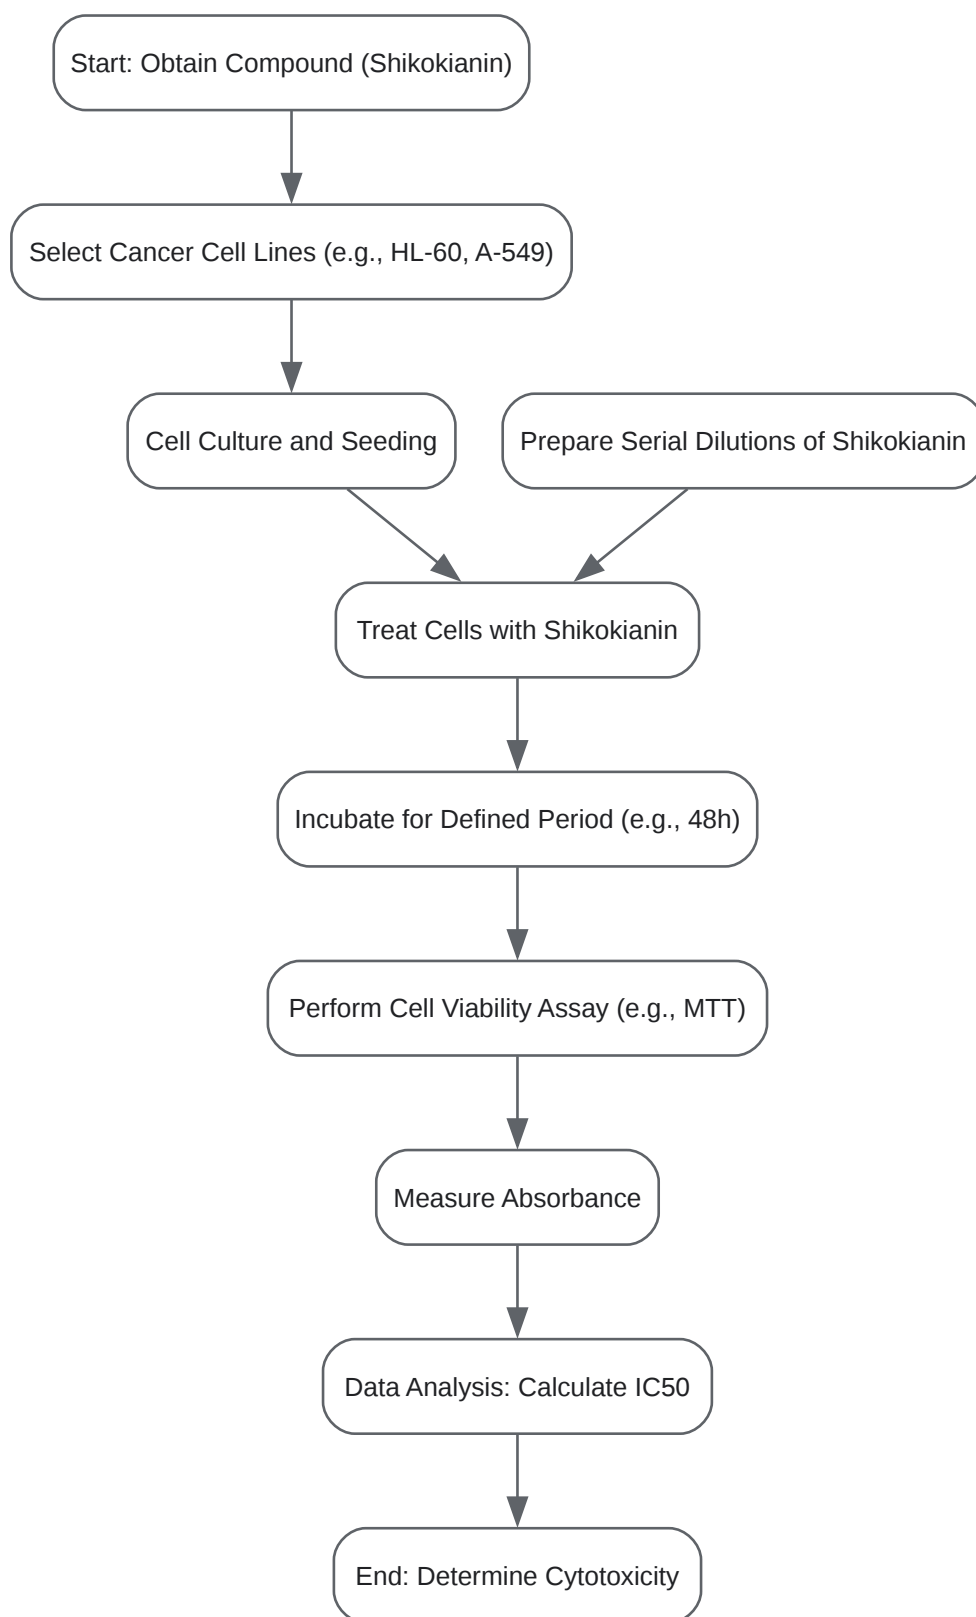 Start: Obtain Compound (Shikokianin)
Select Cancer Cell Lines (e.g., HL-60, A-549)
Cell Culture and Seeding
Prepare Serial Dilutions of Shikokianin
Treat Cells with Shikokianin
Incubate for Defined Period (e.g., 48h)
Perform Cell Viability Assay (e.g., MTT)
Measure Absorbance
Data Analysis: Calculate IC50
End: Determine Cytotoxicity